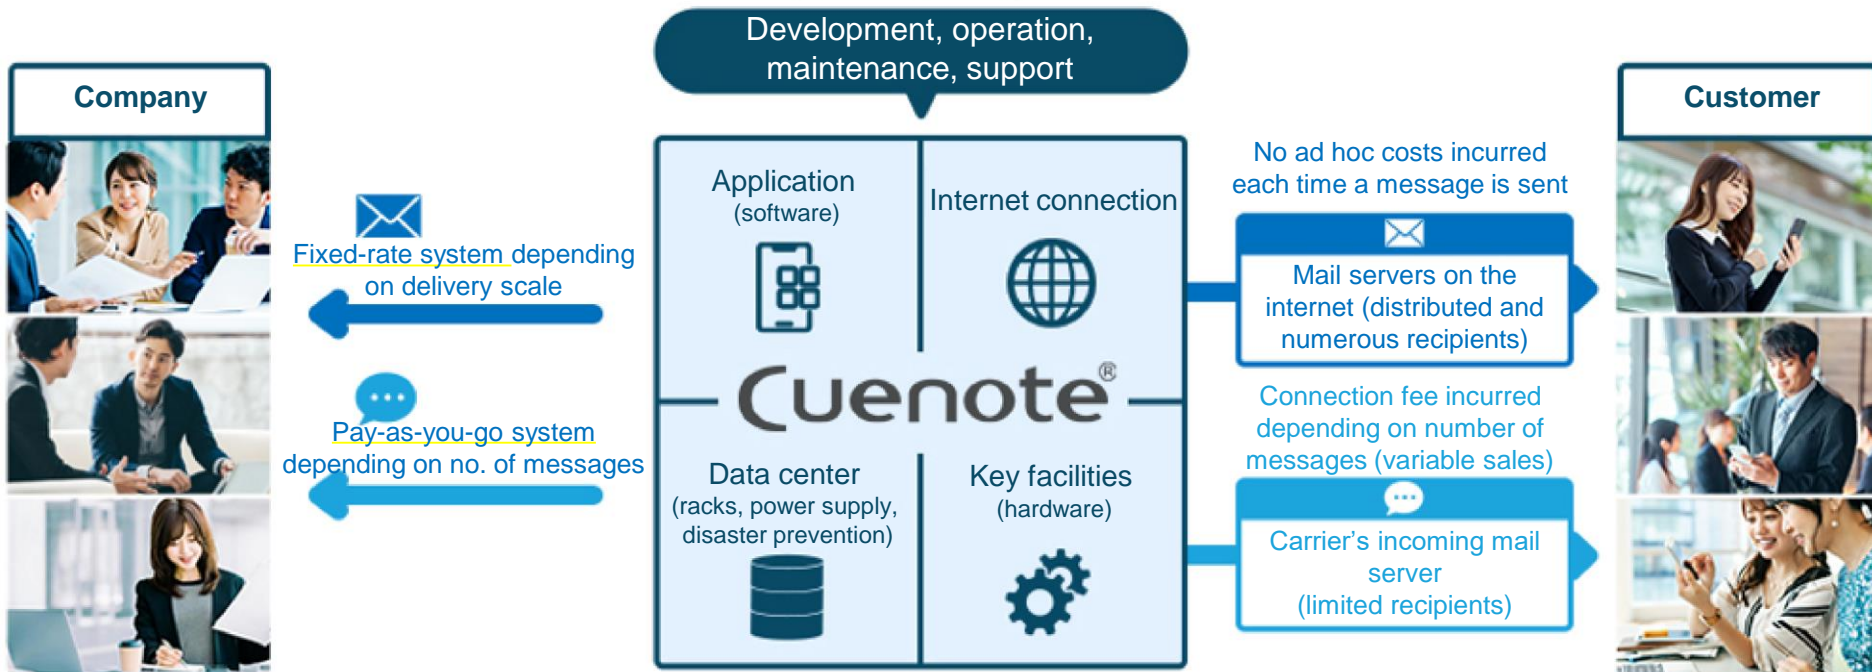 Development, operation,
maintenance, support
Company
Fixed-rate system depending
on delivery scale
Pay-as-you-go system
depending on no. of messages
Application
(software)
Internet connection
Cuenote®
Data center
(racks, power supply,
disaster prevention)
Key facilities
(hardware)
No ad hoc costs incurred
each time a message is sent
Mail servers on the
internet (distributed and
numerous recipients)
Connection fee incurred
depending on number of
messages (variable sales)
Carrier's incoming mail
server
(limited recipients)
Customer